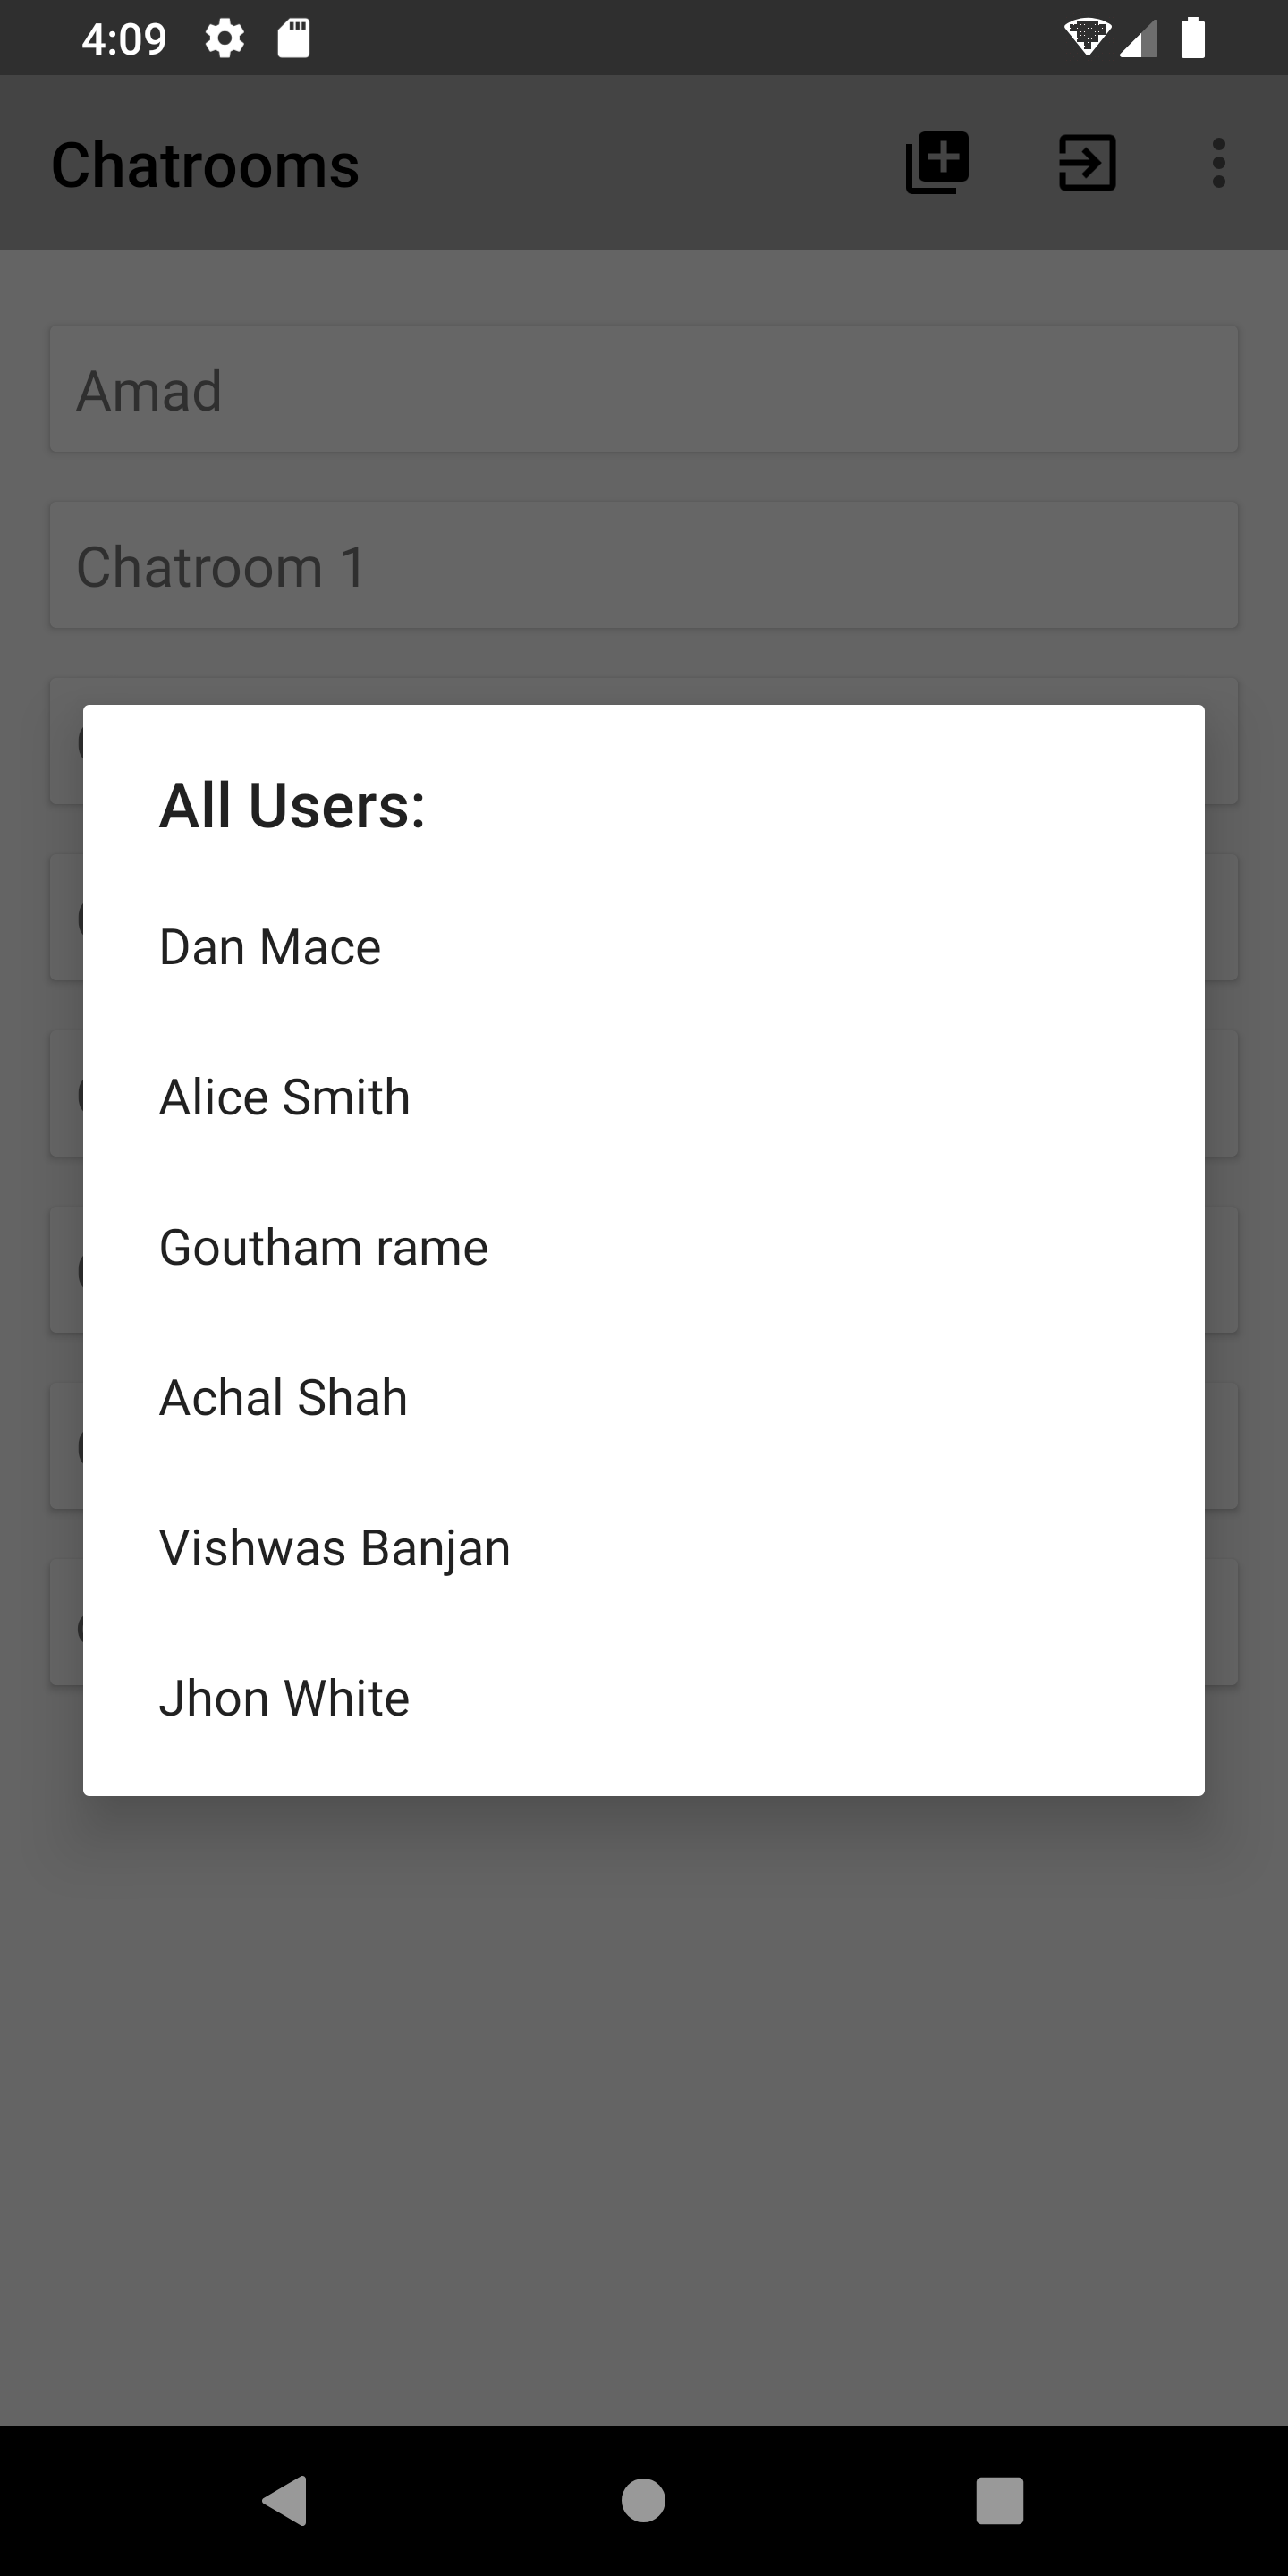 4:09
Chatrooms
Amad
Chatroom 1
All Users:
Dan Mace
Alice Smith
Goutham rame
Achal Shah
Vishwas Banjan
Jhon White